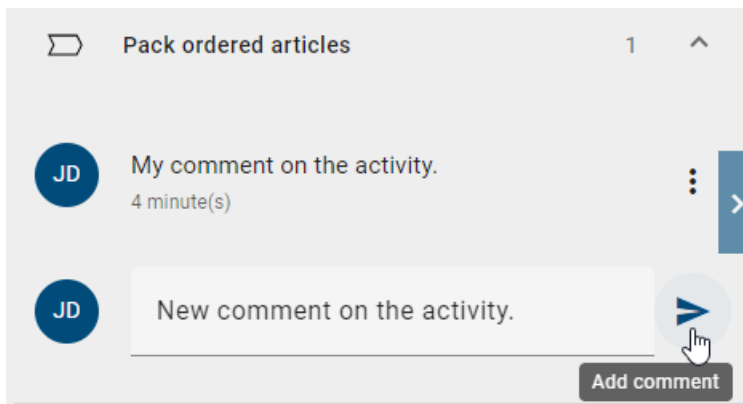 Pack ordered articles 1
JD My comment on the activity.
4 minute(s)
JD New comment on the activity.
Add comment